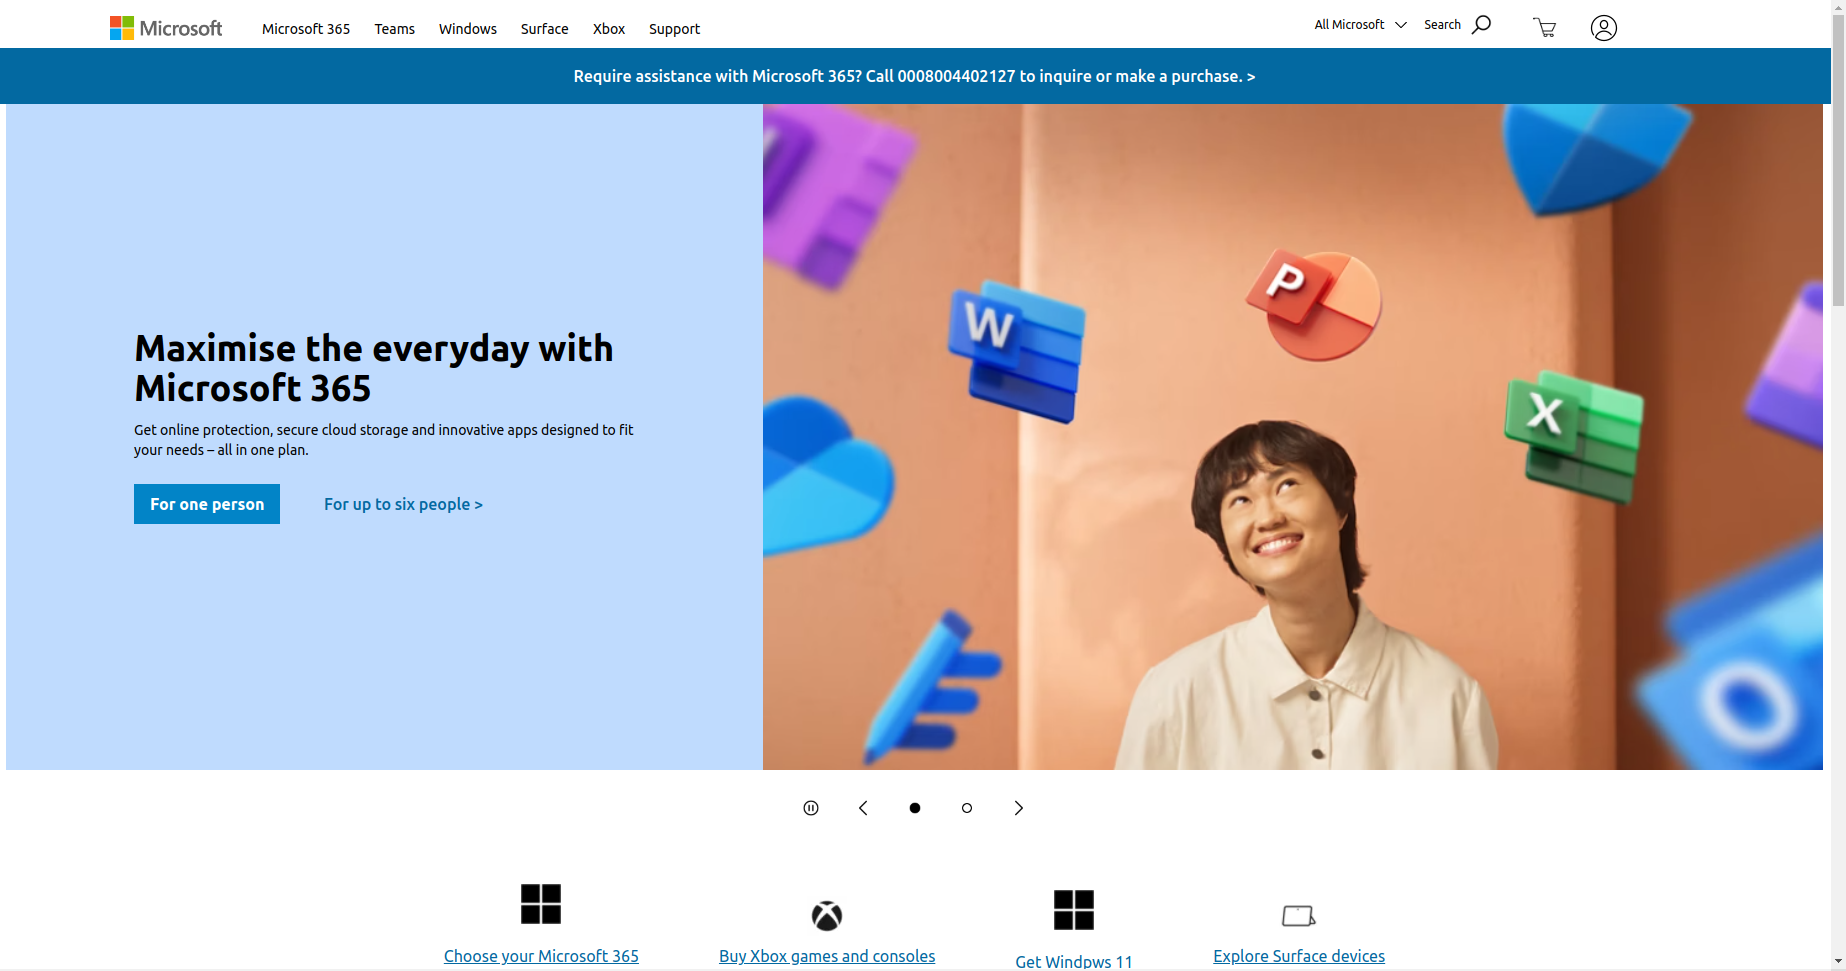 Microsoft
Microsoft 365 Teams Windows Surface Xbox Support
All Microsoft Search
Require assistance with Microsoft 365? Call 0008004402127 to inquire or make a purchase. >
Maximise the everyday with
Microsoft 365
Get online protection, secure cloud storage and innovative apps designed to fit
your needs – all in one plan.
For one person For up to six people >
W
P
X
Choose your Microsoft 365 Buy Xbox games and consoles Get Windpws 11 Explore Surface devices